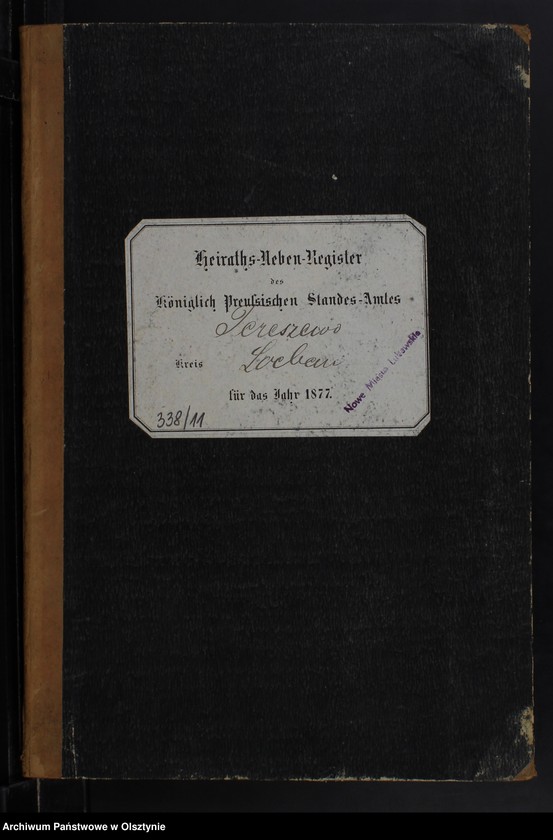 Heiraths-Neben-Register
des
Königlich Preußischen Standes-Amtes
Tereszewo
Kreis Loebau
für das Jahr 1877.
338/11
Nowe Miasto Lubawskie
Archiwum Państwowe w Olsztynie